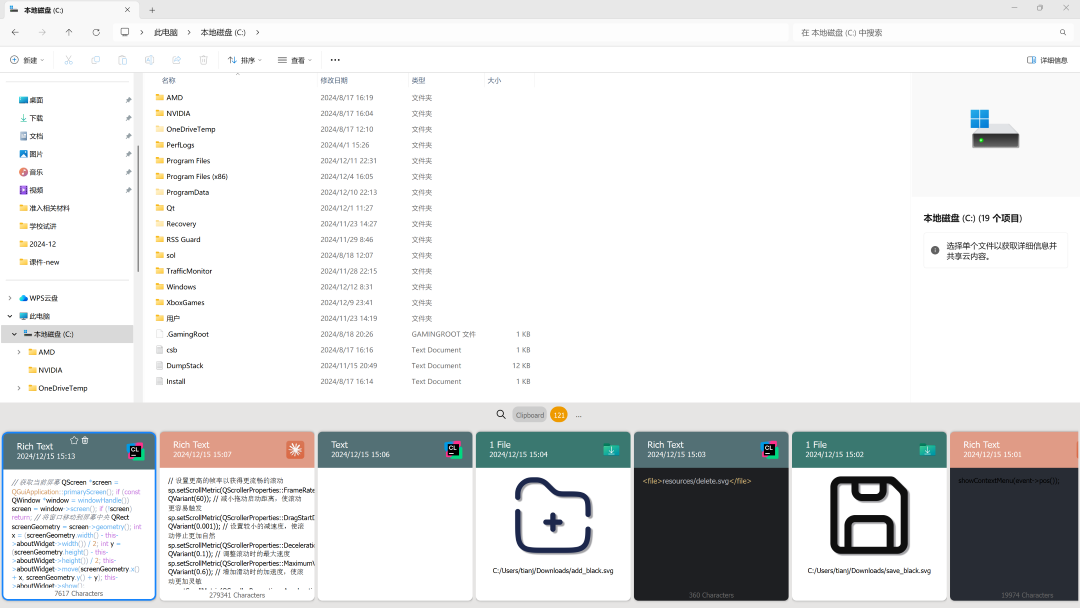 本地磁盘 (C:)
此电脑
本地磁盘 (C:)
在 本地磁盘 (C:) 中搜索
新建
排序
查看
详细信息
桌面
下载
文档
图片
音乐
视频
准入相关材料
学校试讲
2024-12
课件-new
WPS云盘
此电脑
本地磁盘 (C:)
AMD
NVIDIA
OneDriveTemp
名称 修改日期 类型 大小
AMD 2024/8/17 16:19 文件夹
NVIDIA 2024/8/17 16:04 文件夹
OneDriveTemp 2024/8/17 12:10 文件夹
PerfLogs 2024/4/1 15:26 文件夹
Program Files 2024/12/11 22:31 文件夹
Program Files (x86) 2024/12/4 16:05 文件夹
ProgramData 2024/12/10 22:13 文件夹
Qt 2024/12/1 11:27 文件夹
Recovery 2024/11/23 14:27 文件夹
RSS Guard 2024/11/29 8:46 文件夹
sol 2024/8/18 12:07 文件夹
TrafficMonitor 2024/11/28 22:15 文件夹
Windows 2024/12/12 8:31 文件夹
XboxGames 2024/12/9 23:41 文件夹
用户 2024/11/23 14:19 文件夹
.GamingRoot 2024/8/18 20:26 GAMINGROOT 文件 1 KB
csb 2024/8/17 16:16 Text Document 1 KB
DumpStack 2024/11/15 20:49 Text Document 12 KB
Install 2024/8/17 16:14 Text Document 1 KB
本地磁盘 (C:) (19 个项目)
选择单个文件以获取详细信息并
共享云内容。
Clipboard 121 ...
Rich Text
2024/12/15 15:13
// 获取当前屏幕 QScreen *screen =
QGuiApplication::primaryScreen(); if (const
QWindow *window = windowHandle())
screen = window->screen(); if (!screen)
return; // 将窗口移动到屏幕中央 QRect
screenGeometry = screen->geometry(); int
x = (screenGeometry.width() - this-
>aboutWidget->width()) / 2; int y =
(screenGeometry.height() - this-
>aboutWidget->height()) / 2; this-
>aboutWidget->move(screenGeometry.x()
+ x, screenGeometry.y() + y); this-
>aboutWidget->show();
7617 Characters
Rich Text
2024/12/15 15:07
// 设置更高的帧率以获得更流畅的滚动
sp.setScrollMetric(QScrollerProperties::FrameRate
QVariant(60)); // 减小拖动启动距离，使滚动
更容易触发
sp.setScrollMetric(QScrollerProperties::DragStartD
QVariant(0.001)); // 设置较小的减速度，使滚
动停止更加自然
sp.setScrollMetric(QScrollerProperties::Deceleratio
QVariant(0.1)); // 调整滚动时的最大速度
sp.setScrollMetric(QScrollerProperties::MaximumV
QVariant(0.6)); // 增加滑动时的加速度，使滚
动更加灵敏
279341 Characters
Text
2024/12/15 15:06
1 File
2024/12/15 15:04
C:/Users/tianj/Downloads/add_black.svg
Rich Text
2024/12/15 15:03
<file>resources/delete.svg</file>
360 Characters
1 File
2024/12/15 15:02
C:/Users/tianj/Downloads/save_black.svg
Rich Text
2024/12/15 15:01
showContextMenu(event->pos());
19974 Characters